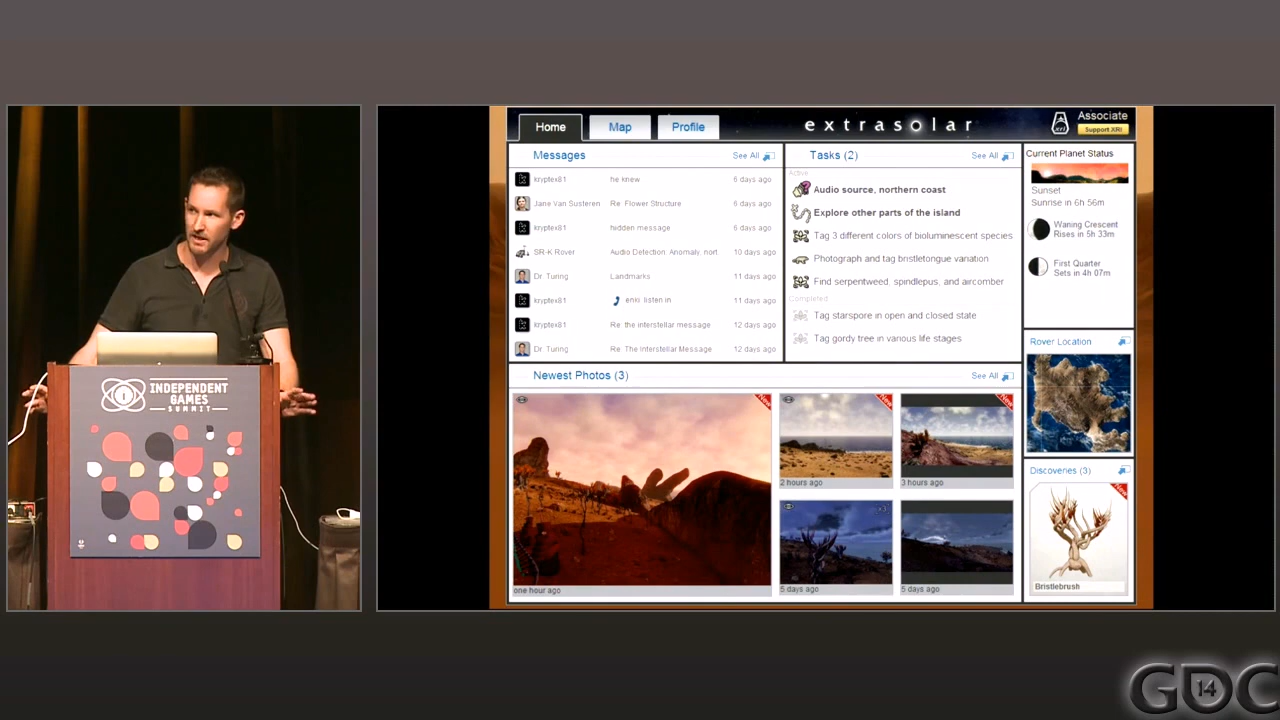 INDEPENDENT
GAMES
SUMMIT
Home
Map
Profile
extrasolar
XRI
Associate
Support XRI
Messages
See All
kryptex81 he knew 6 days ago
Jane Van Susteren Re: Flower Structure 6 days ago
kryptex81 hidden message 6 days ago
SR-K Rover Audio Detection: Anomaly, nort 10 days ago
Dr. Turing Landmarks 11 days ago
kryptex81 enki. listen in 11 days ago
kryptex81 Re: the interstellar message 12 days ago
Dr. Turing Re: The Interstellar Message 12 days ago
Tasks (2)
See All
Active
Audio source, northern coast
Explore other parts of the island
Tag 3 different colors of bioluminescent species
Photograph and tag bristletongue variation
Find serpentweed, spindlepus, and aircomber
Completed
Tag starspore in open and closed state
Tag gordy tree in various life stages
Current Planet Status
Sunset
Sunrise in 6h 56m
Waning Crescent
Rises in 5h 33m
First Quarter
Sets in 4h 07m
Rover Location
Newest Photos (3)
See All
New
one hour ago
New
2 hours ago
New
3 hours ago
5 days ago
5 days ago
Discoveries (3)
New
Bristlebrush
GDC
14